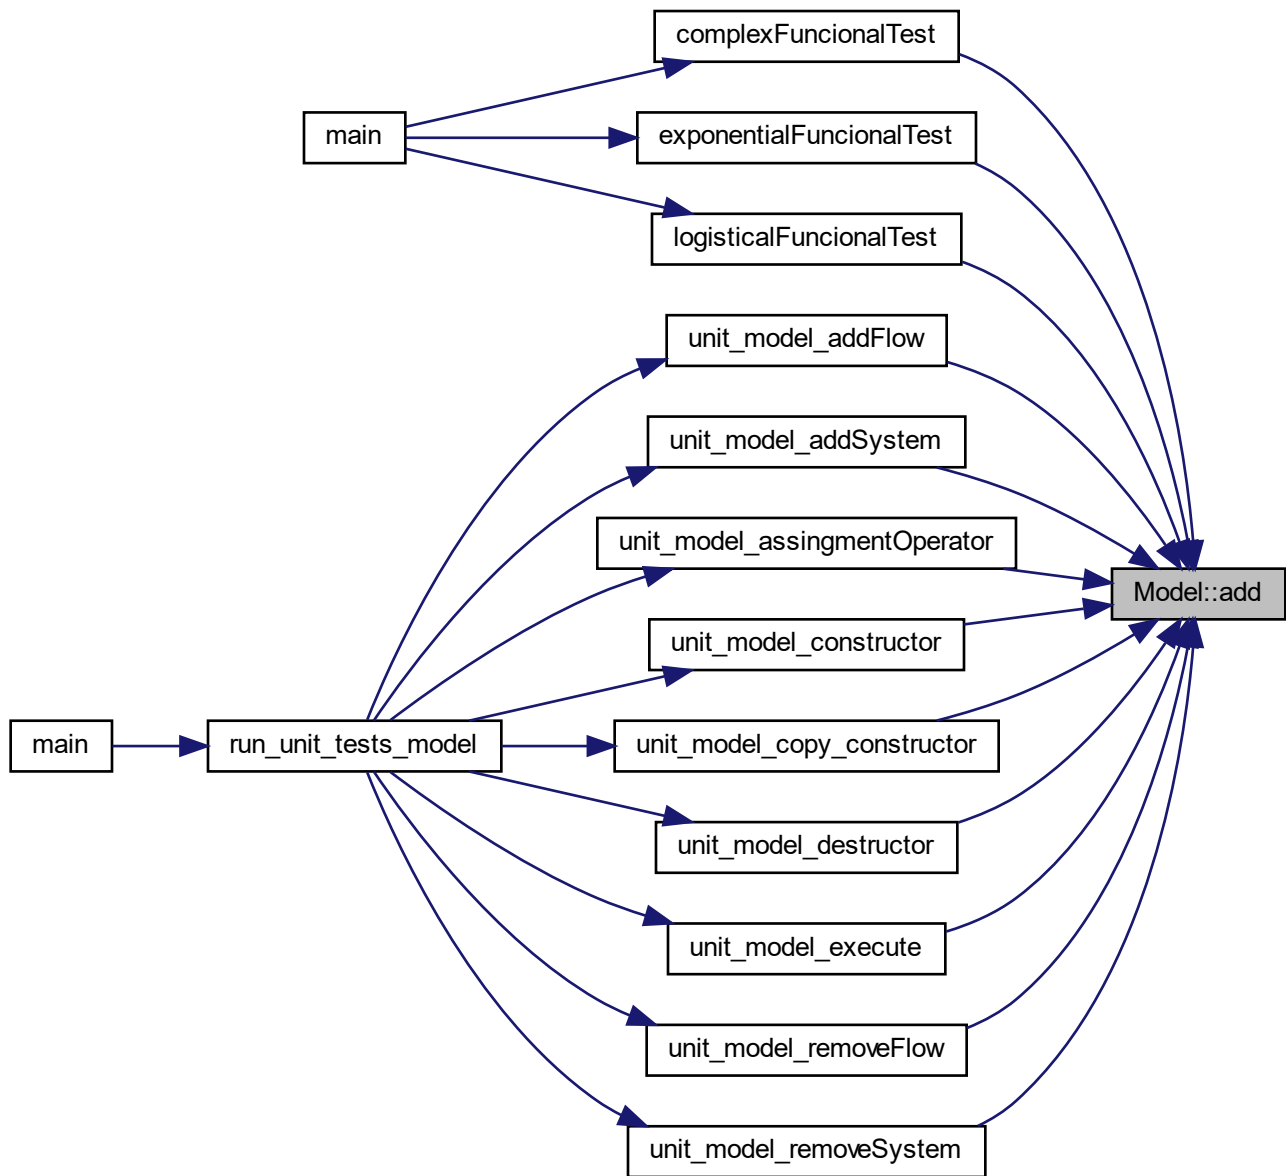 complexFuncionalTest
main
exponentialFuncionalTest
logisticalFuncionalTest
unit_model_addFlow
unit_model_addSystem
unit_model_assingmentOperator
Model::add
unit_model_constructor
main
run_unit_tests_model
unit_model_copy_constructor
unit_model_destructor
unit_model_execute
unit_model_removeFlow
unit_model_removeSystem